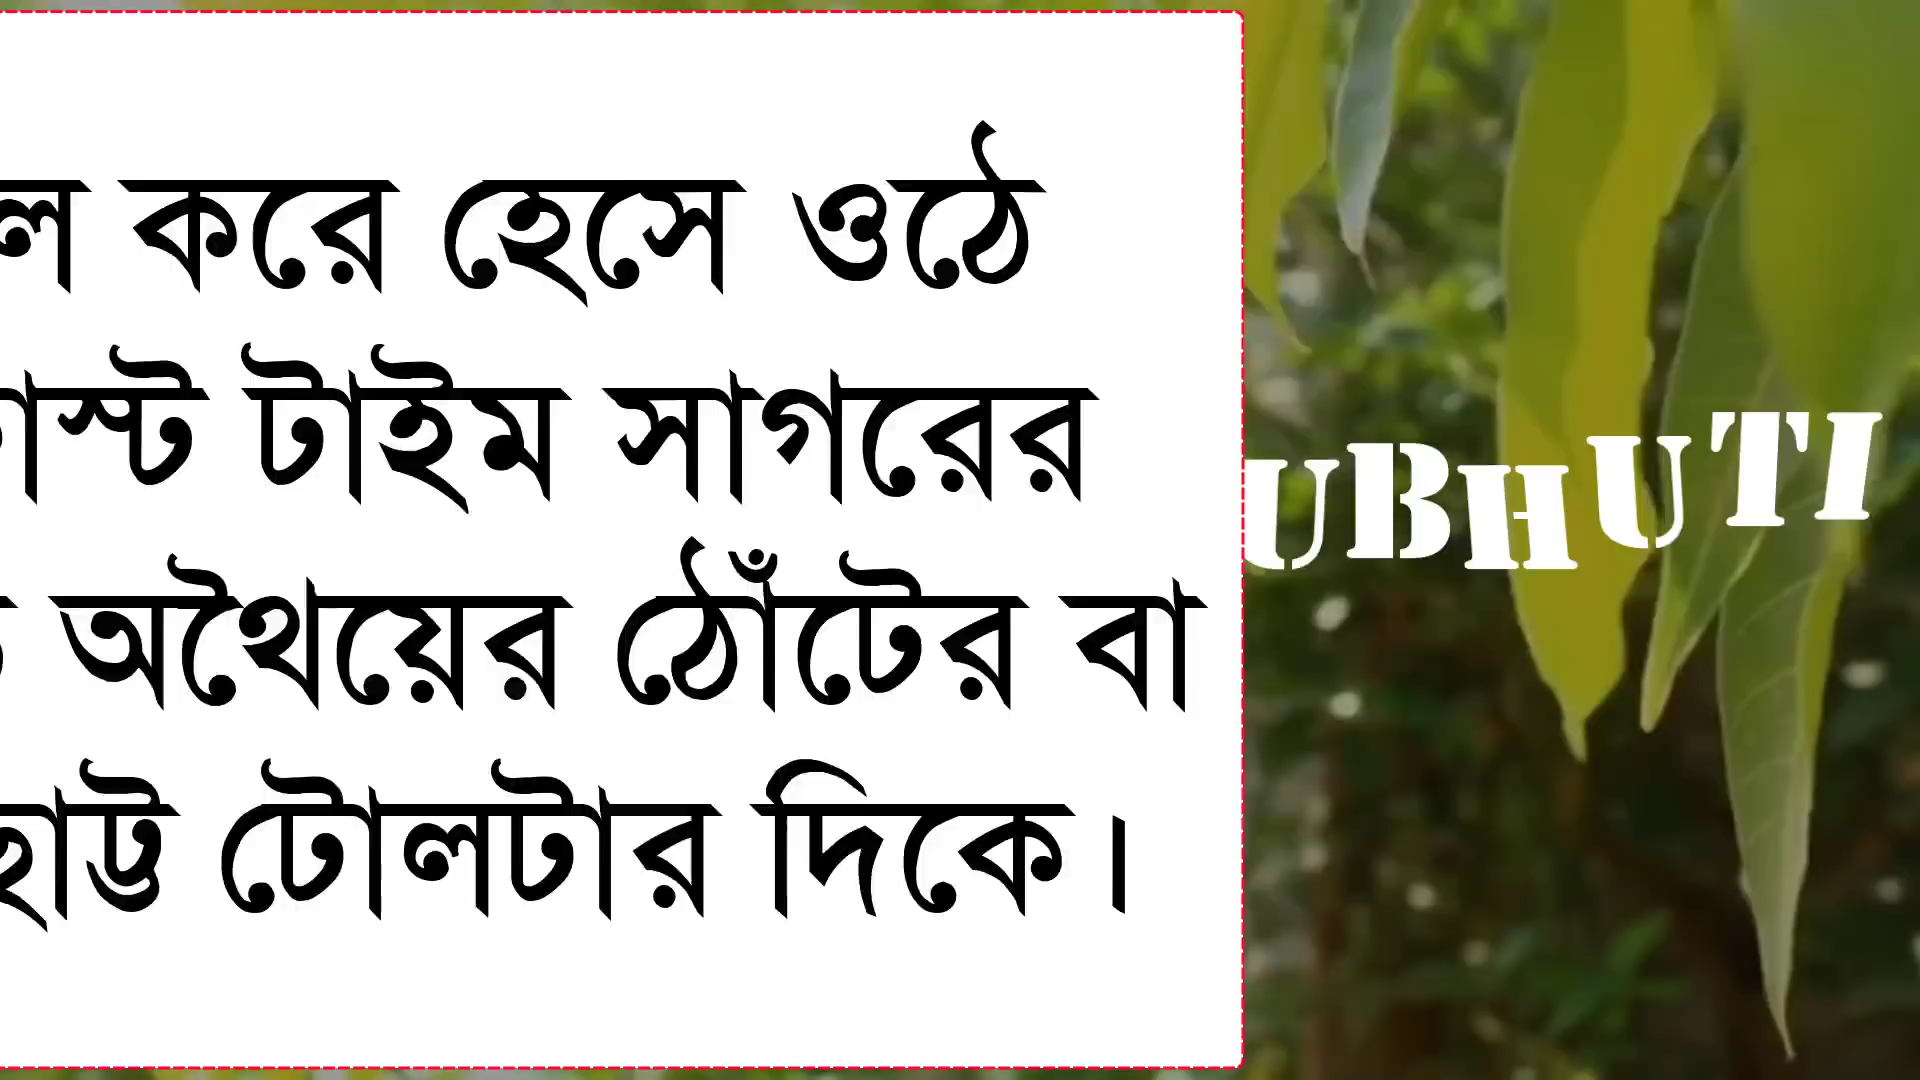 করে হেসে ওঠে
টাইম সাগরের
অথৈয়ের ঠোঁটের বা
টোলটার দিকে।
UBHUTI